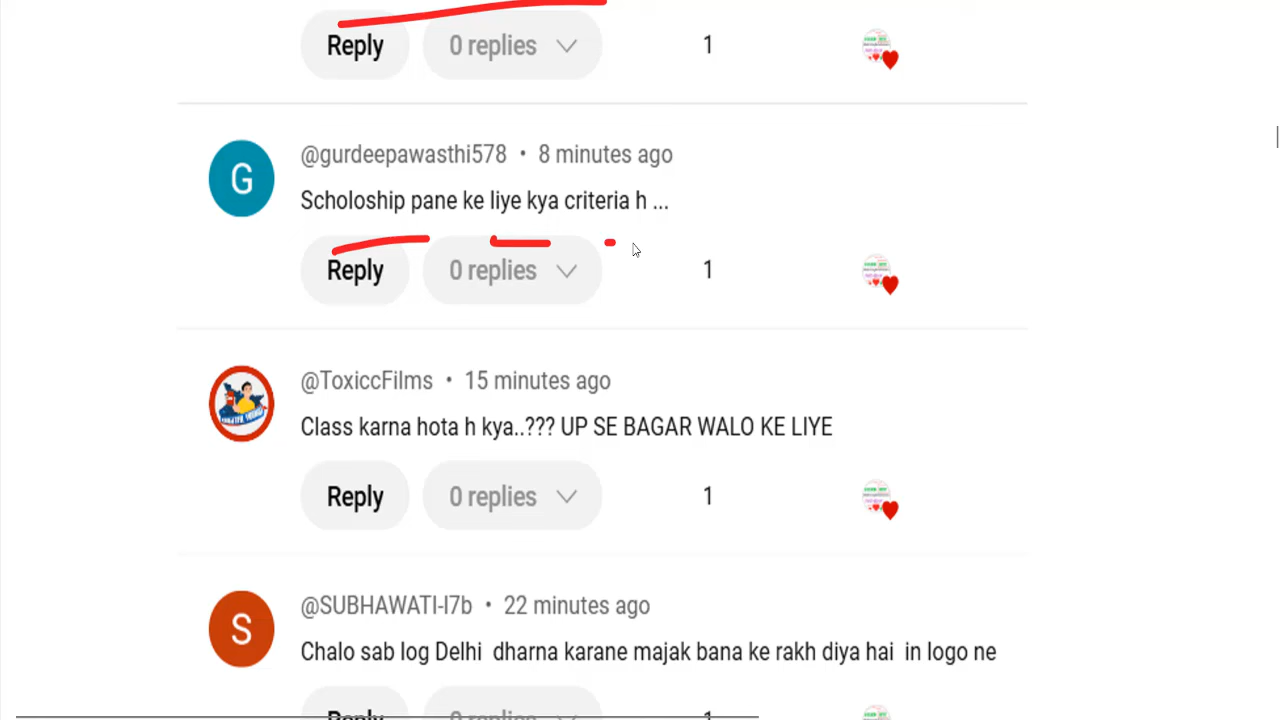 Reply 0 replies 1
@gurdeepawasthi578 • 8 minutes ago
Scholoship pane ke liye kya criteria h ...
Reply 0 replies 1
@ToxiccFilms • 15 minutes ago
Class karna hota h kya..??? UP SE BAGAR WALO KE LIYE
Reply 0 replies 1
@SUBHAWATI-l7b • 22 minutes ago
Chalo sab log Delhi dharna karane majak bana ke rakh diya hai in logo ne
Reply 0 replies 1